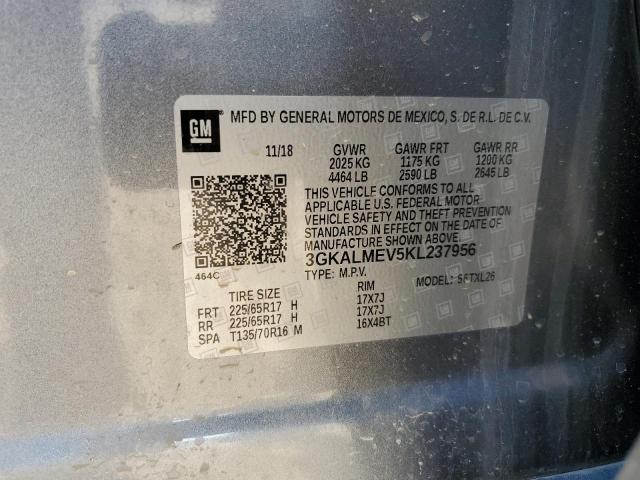 GM
MFD BY GENERAL MOTORS DE MEXICO, S. DE R.L. DE C.V.
11/18 GVWR GAWR FRT GAWR RR
2025 KG 1175 KG 1200 KG
4464 LB 2590 LB 2645 LB
THIS VEHICLE CONFORMS TO ALL
APPLICABLE U.S. FEDERAL MOTOR
VEHICLE SAFETY AND THEFT PREVENTION
STANDARDS IN EFFECT ON THE DATE OF
MANUFACTURE SHOWN ABOVE.
464C 3GKALMEV5KL237956
TYPE: M.P.V. MODEL: S6TXL26
TIRE SIZE RIM
FRT 225/65R17 H 17X7J
RR 225/65R17 H 17X7J
SPA T135/70R16 M 16X4BT